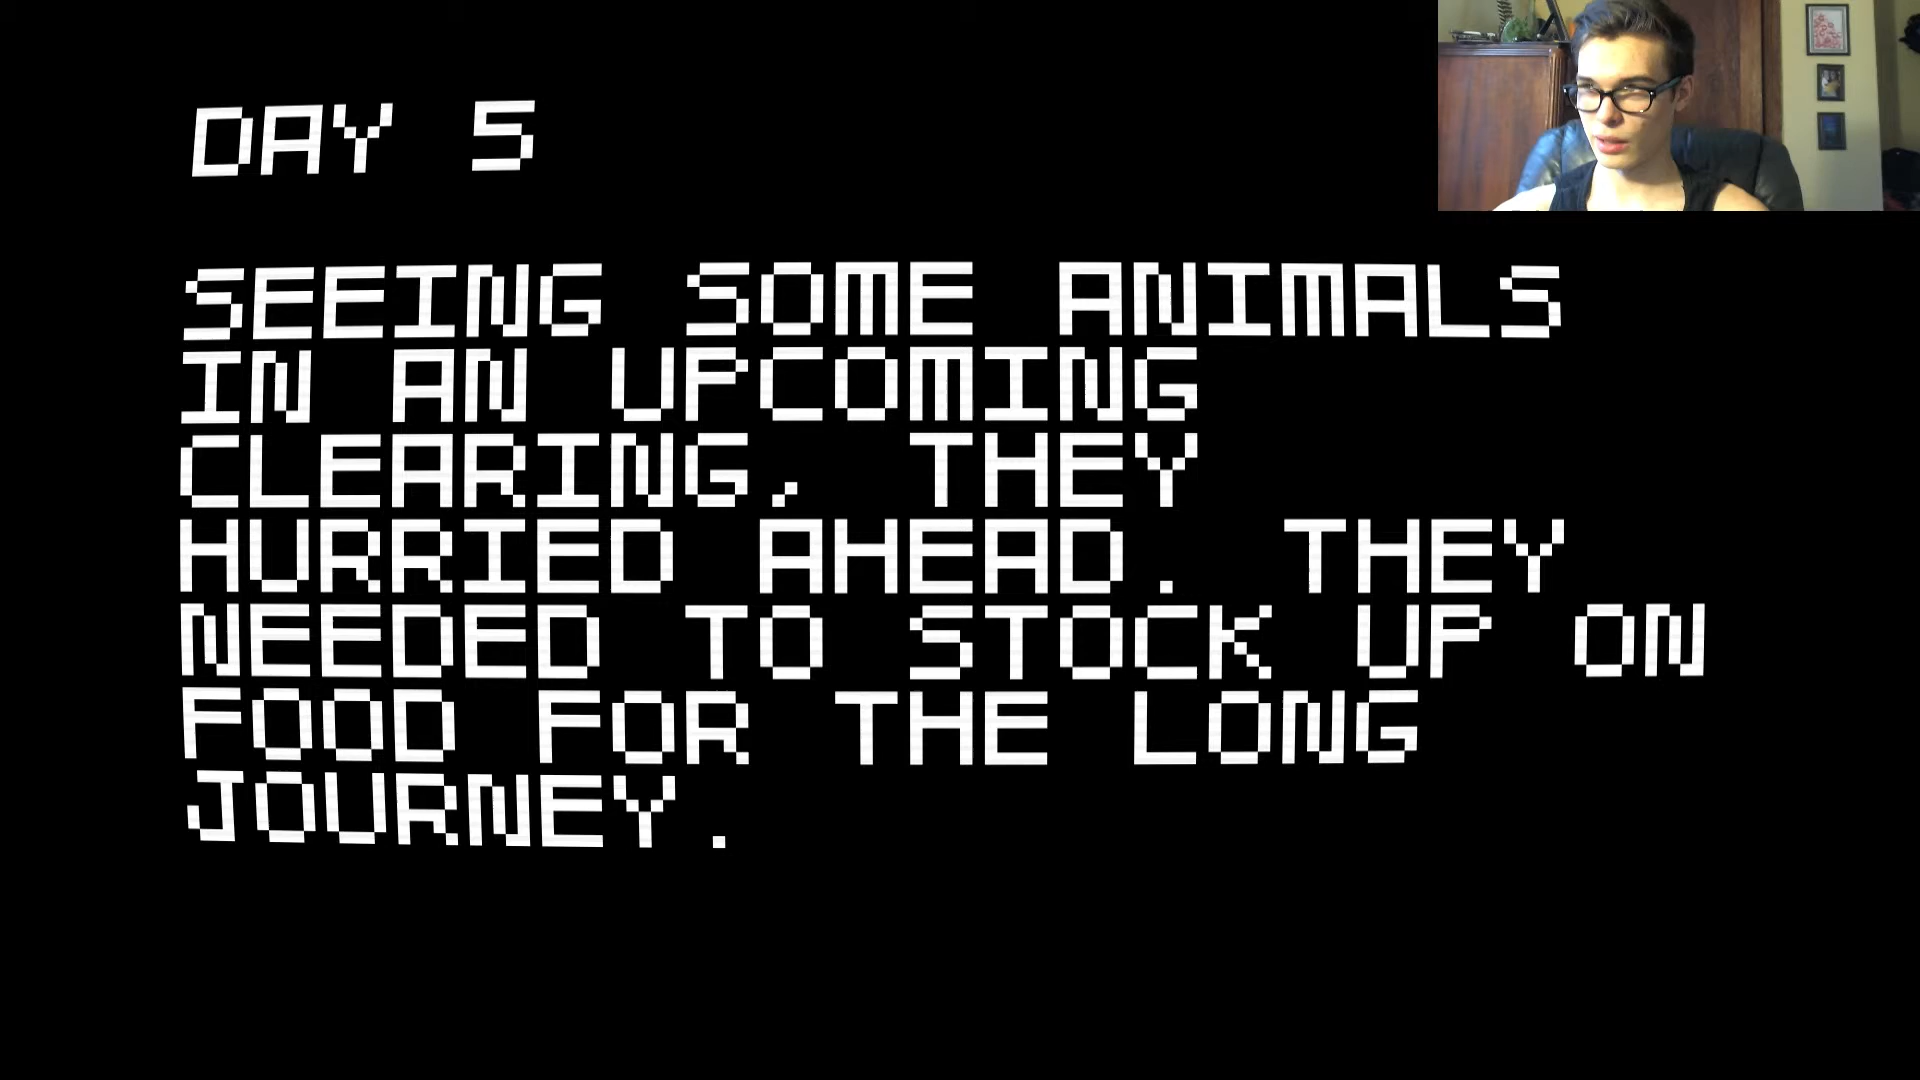 DAY 5
SEEING SOME ANIMALS
IN AN UPCOMING
CLEARING, THEY
HURRIED AHEAD. THEY
NEEDED TO STOCK UP ON
FOOD FOR THE LONG
JOURNEY.